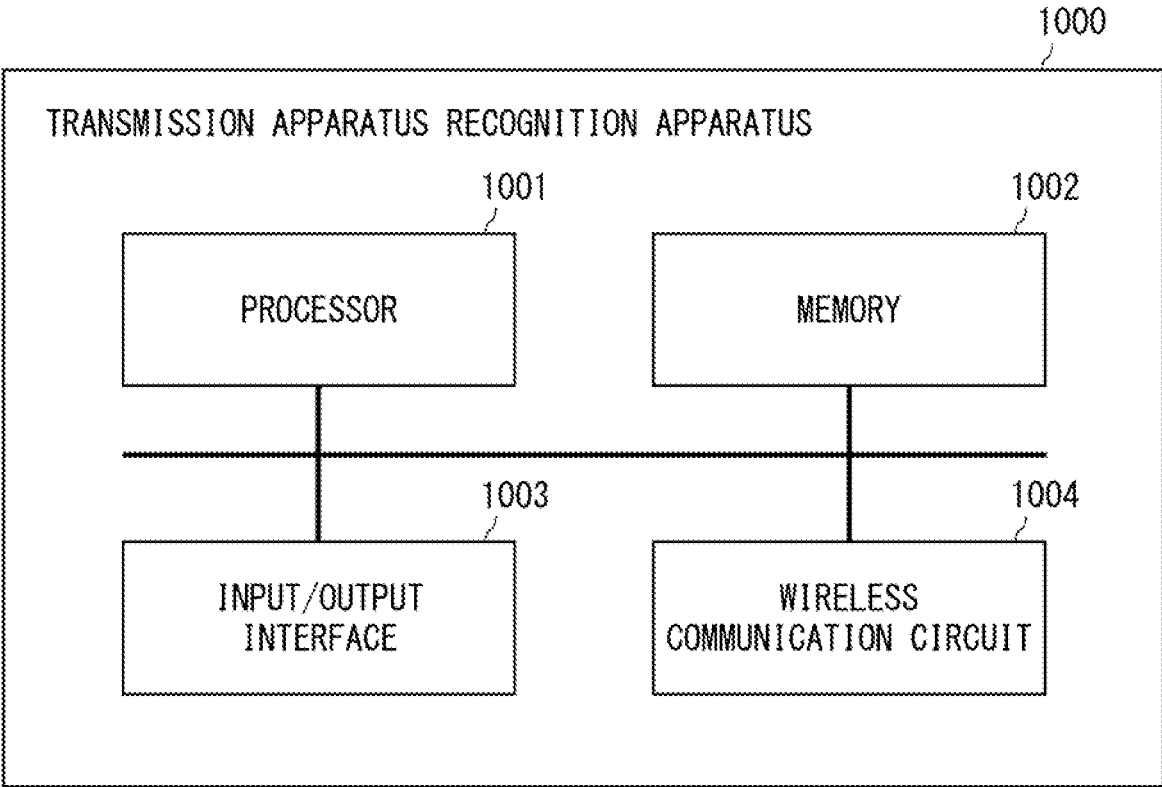 1000
TRANSMISSION APPARATUS RECOGNITION APPARATUS
1001
PROCESSOR
1002
MEMORY
1003
INPUT/OUTPUT
INTERFACE
1004
WIRELESS
COMMUNICATION CIRCUIT